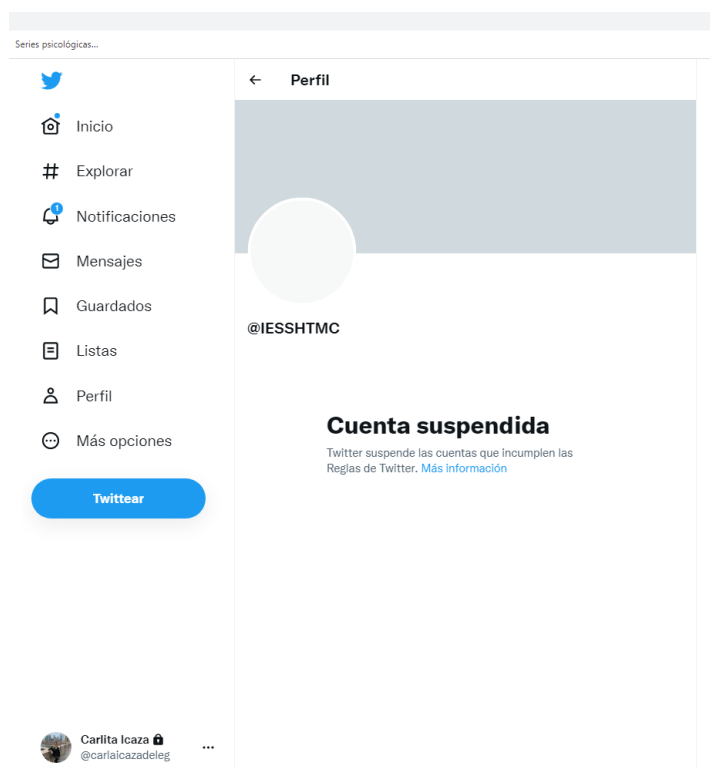 Series psicológicas...
Perfil
Inicio
Explorar
1
Notificaciones
Mensajes
Guardados
Listas
Perfil
Más opciones
Twittear
@IESSHTMC
Cuenta suspendida
Twitter suspende las cuentas que incumplen las
Reglas de Twitter. Más información
Carlita Icaza
@carlaicazadeleg